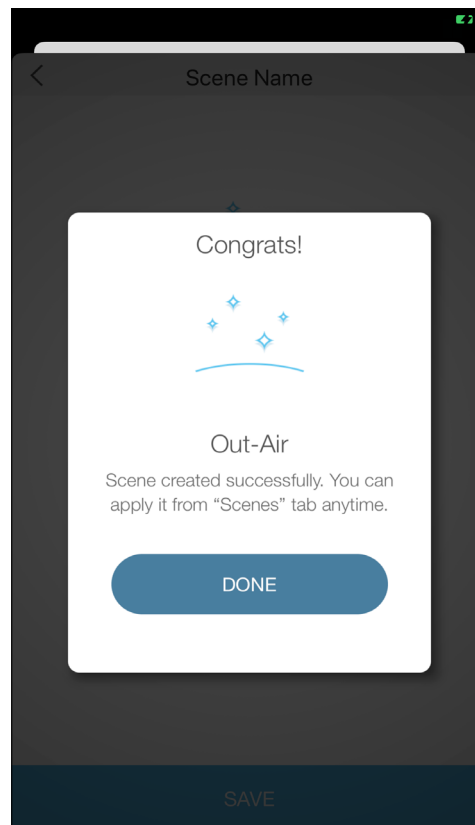 Scene Name
Congrats!
Out-Air
Scene created successfully. You can
apply it from “Scenes” tab anytime.
DONE
SAVE